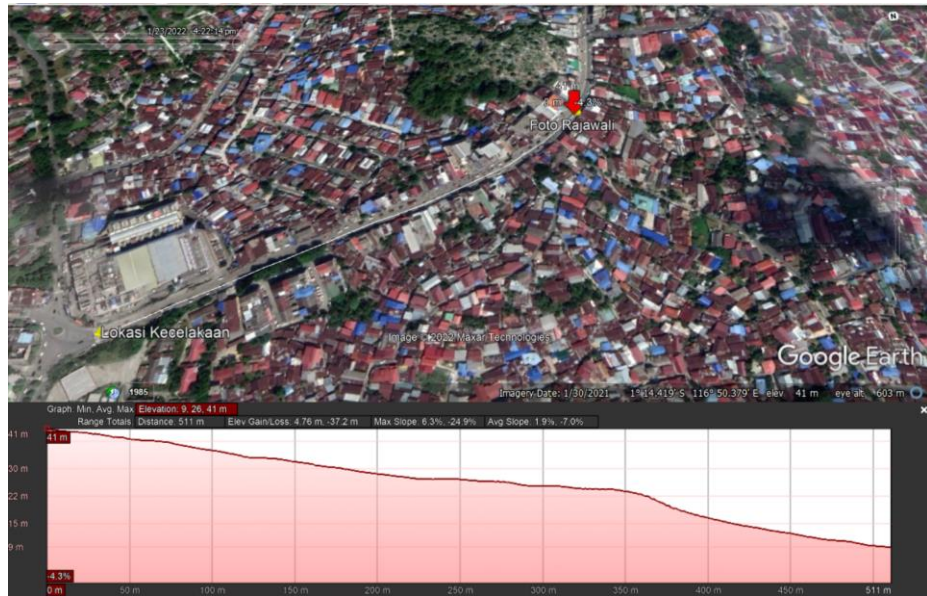 1/23/2022 4:22:14 pm
Foto Rajawali
Lokasi Kecelakaan
Image © 2022 Maxar Technologies
Google Earth
1985
Imagery Date: 1/30/2021 116° 50.379' E elev 41 m eye alt 603 m
Graph: Min, Avg, Max Elevation: 9, 26, 41 m
Range Totals: Distance: 511 m Elev Gain/Loss: 4.76 m, -37.2 m Max Slope: 6.3%, -24.9% Avg Slope: 1.9%, -7.0%
41 m
41 m
30 m
22 m
15 m
9 m
-4.3%
0 m 50 m 100 m 150 m 200 m 250 m 300 m 350 m 400 m 450 m 511 m